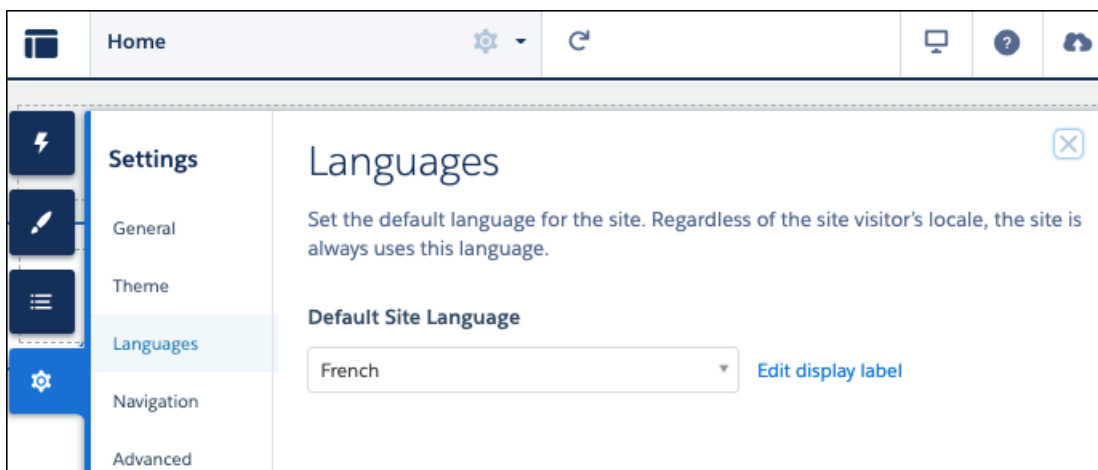 Home
?
Settings
General
Theme
Languages
Navigation
Advanced
Languages
Set the default language for the site. Regardless of the site visitor's locale, the site is
always uses this language.
Default Site Language
French
Edit display label